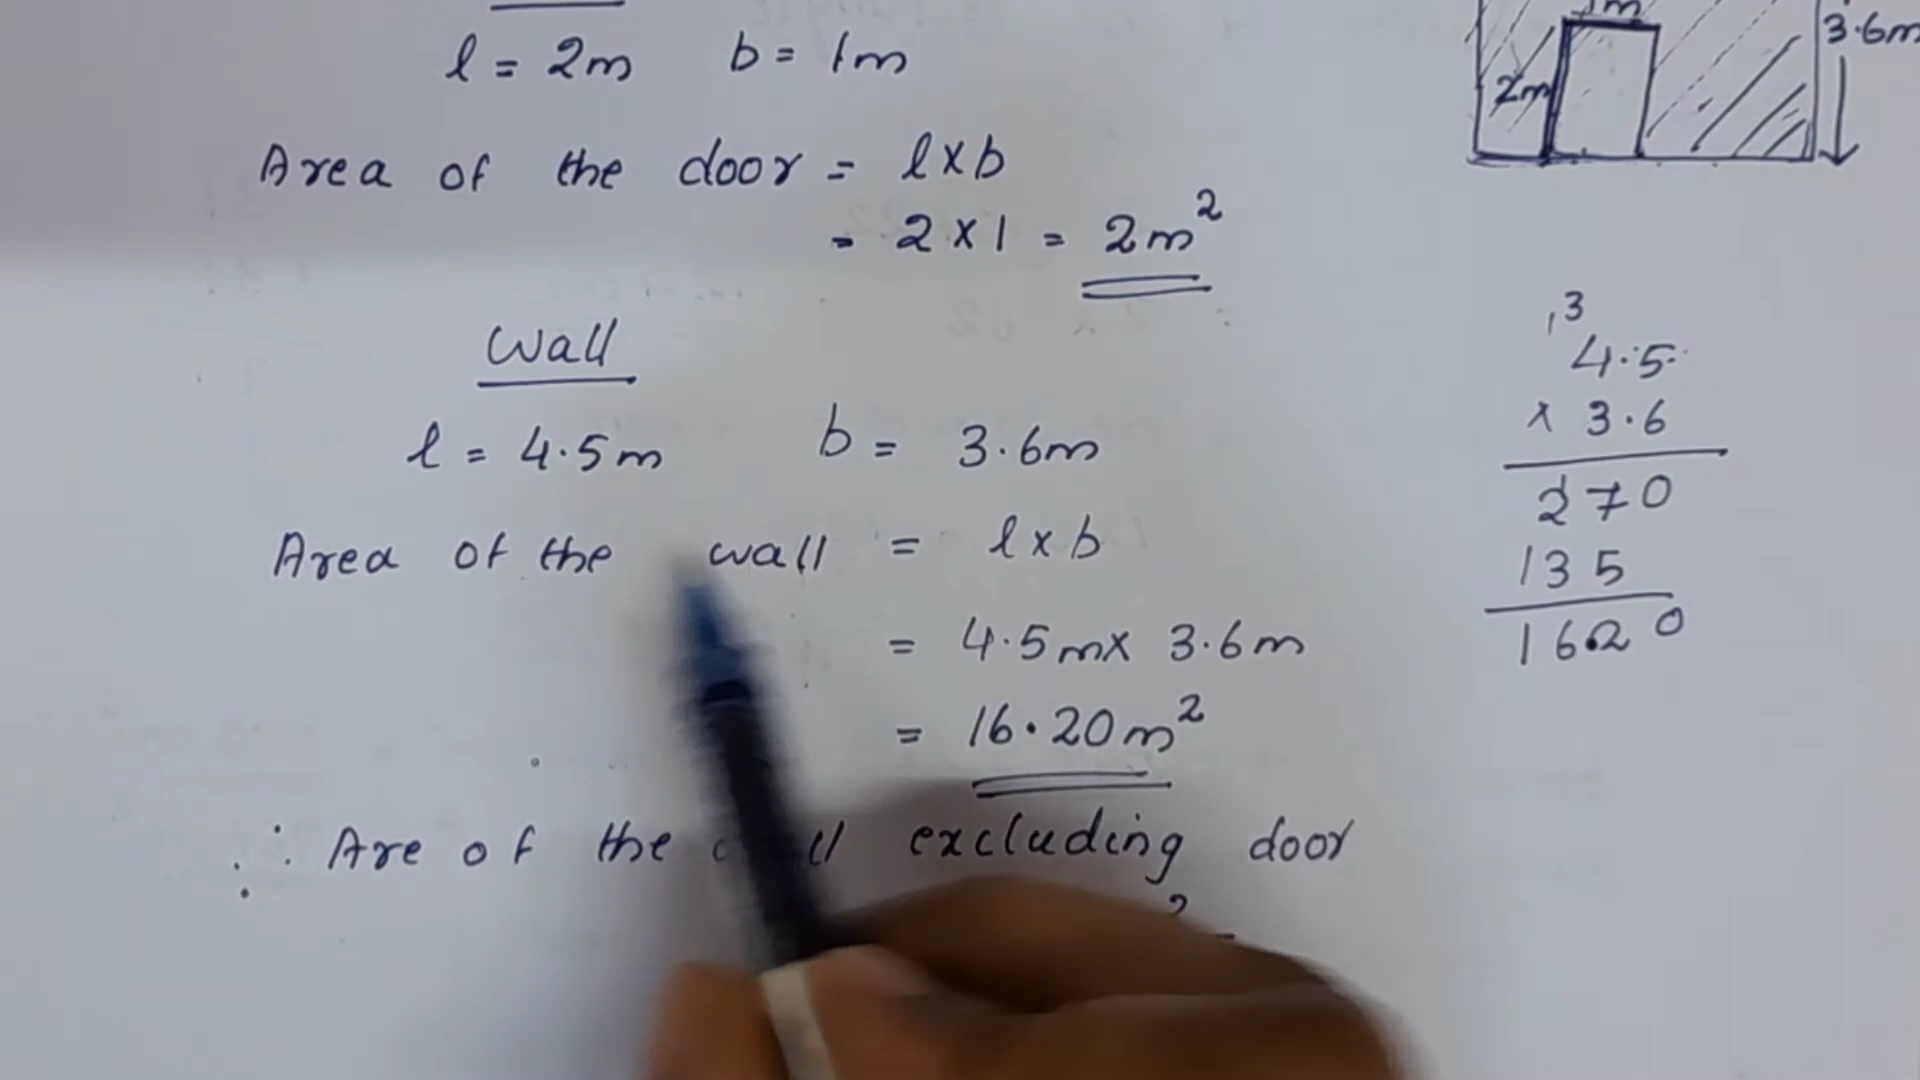 l = 2m b = 1m
Area of the door = l x b
= 2 x 1 = 2m²
Wall
l = 4.5m b = 3.6m
Area of the wall = l x b
= 4.5m x 3.6m
= 16.20m²
∴ Are of the excluding door
2
1m
3.6m
2m
1 3
4.5
x 3.6
270
135
16.20